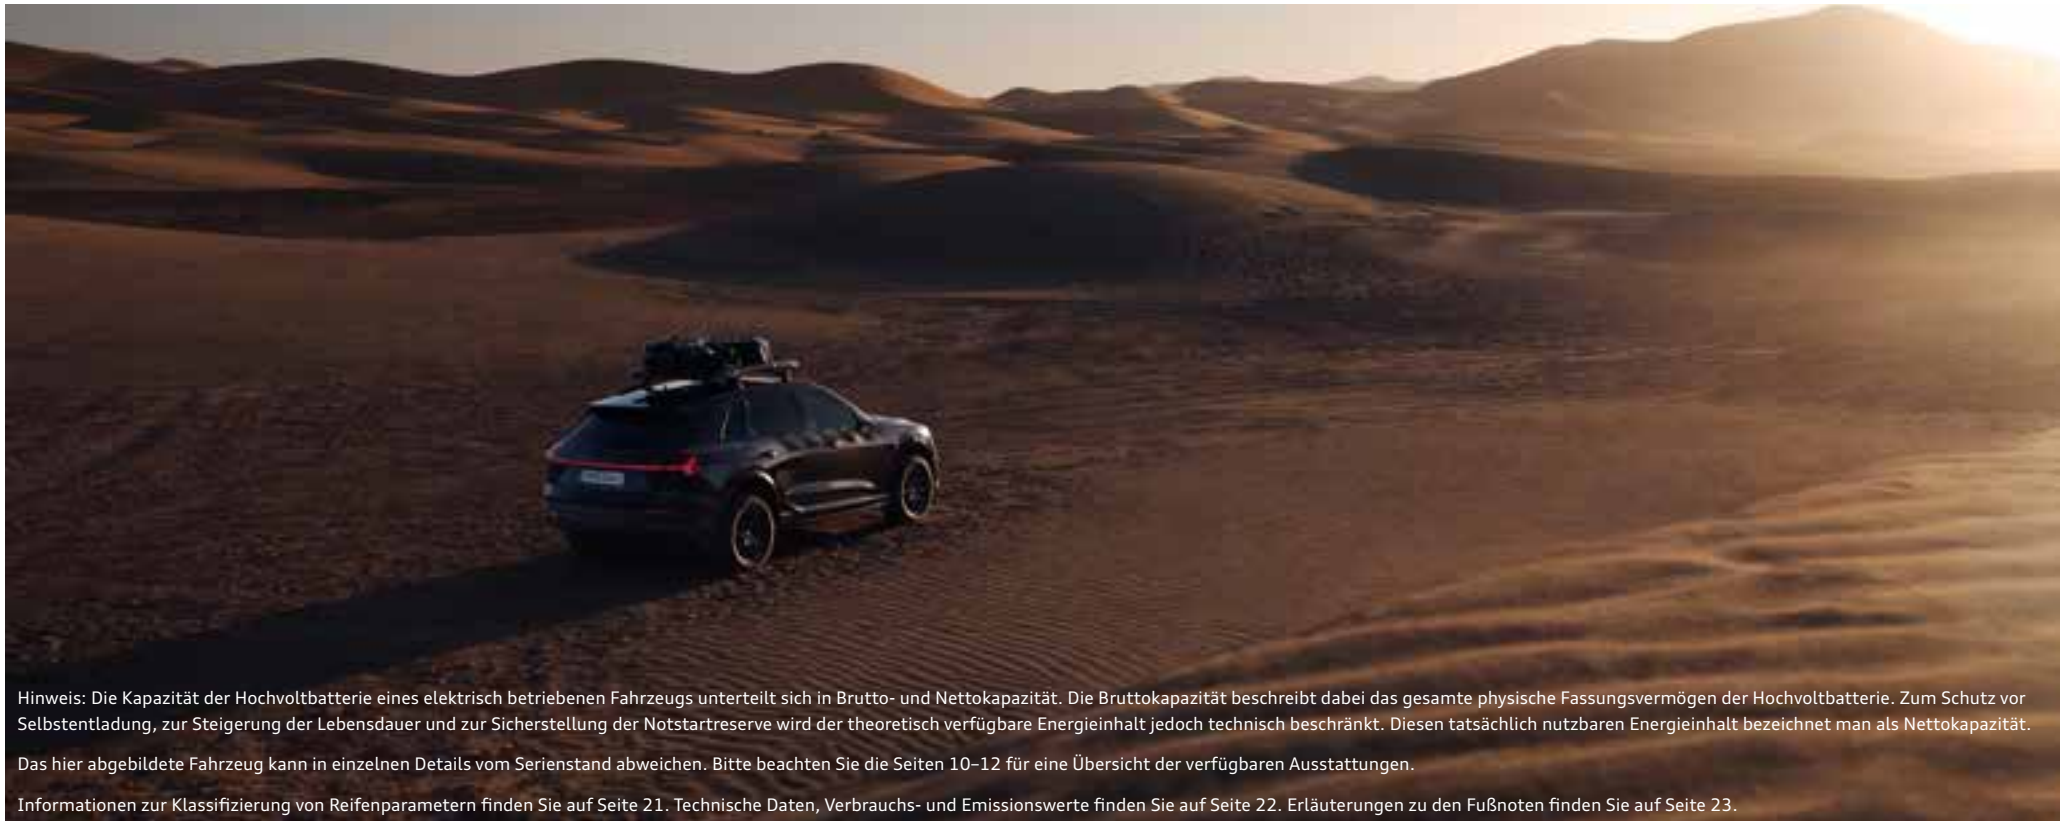 Hinweis: Die Kapazität der Hochvoltbatterie eines elektrisch betriebenen Fahrzeugs unterteilt sich in Brutto- und Nettokapazität. Die Bruttokapazität beschreibt dabei das gesamte physische Fassungsvermögen der Hochvoltbatterie. Zum Schutz vor
Selbstentladung, zur Steigerung der Lebensdauer und zur Sicherstellung der Notstartreserve wird der theoretisch verfügbare Energieinhalt jedoch technisch beschränkt. Diesen tatsächlich nutzbaren Energieinhalt bezeichnet man als Nettokapazität.
Das hier abgebildete Fahrzeug kann in einzelnen Details vom Serienstand abweichen. Bitte beachten Sie die Seiten 10–12 für eine Übersicht der verfügbaren Ausstattungen.
Informationen zur Klassifizierung von Reifenparametern finden Sie auf Seite 21. Technische Daten, Verbrauchs- und Emissionswerte finden Sie auf Seite 22. Erläuterungen zu den Fußnoten finden Sie auf Seite 23.